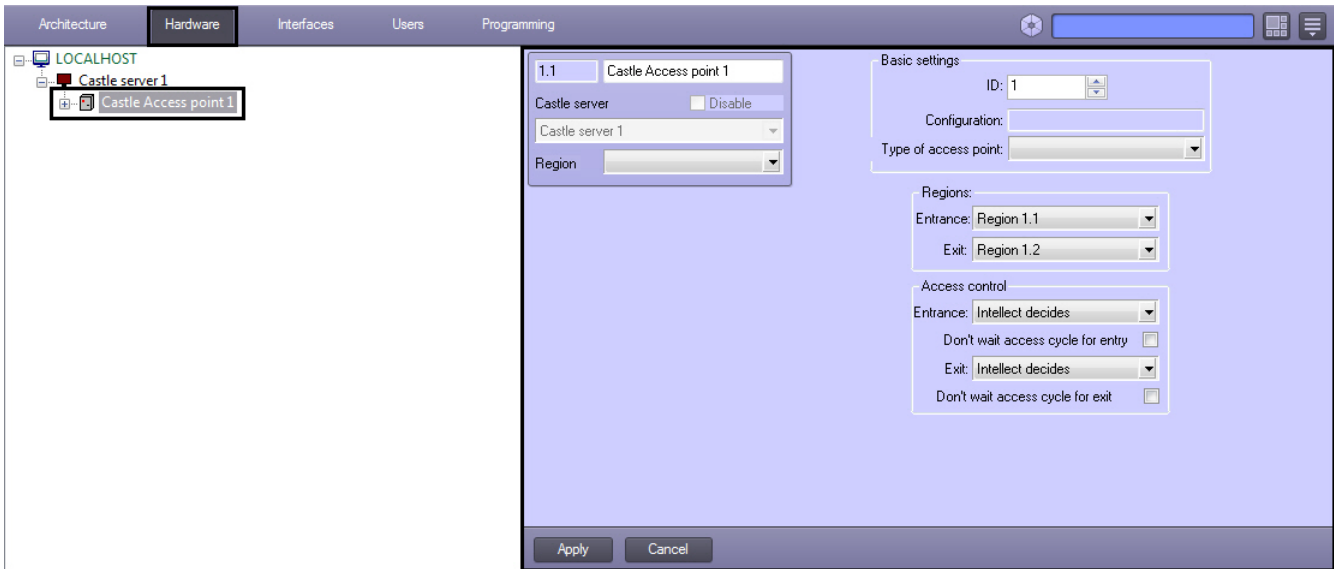 Architecture Hardware Interfaces Users Programming
LOCALHOST
Castle server 1
Castle Access point 1
1.1 Castle Access point 1
Castle server Disable
Castle server 1
Region
Basic settings
ID: 1
Configuration:
Type of access point:
Regions:
Entrance: Region 1.1
Exit: Region 1.2
Access control
Entrance: Intellect decides
Don't wait access cycle for entry
Exit: Intellect decides
Don't wait access cycle for exit
Apply Cancel